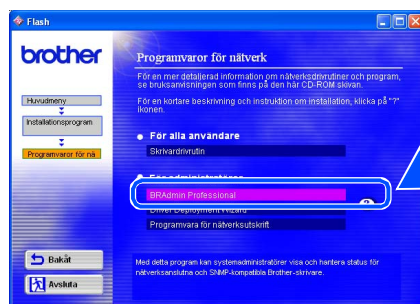 Flash
brother
Programvaror för nätverk
För en mer detaljerad information om nätverksdrivrutiner och program,
se bruksanvisningen som finns på den här CD-ROM skivan.
För en kortare beskrivning och instruktion om installation, klicka på "?"
ikonen.
Huvudmeny
Installationsprogram
Programvaror för nä
För alla användare
Skrivardrivrutin
För administratörer
BRAdmin Professional
?
Driver Deployment Wizard
Programvara för nätverksutskrift
Bakåt
Avsluta
Med detta program kan systemadministratörer visa och hantera status för
nätverksanslutna och SNMP-kompatibla Brother-skrivare.